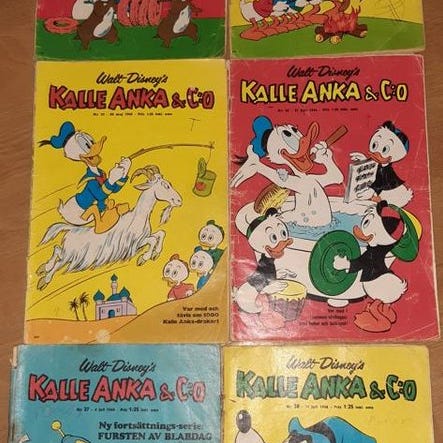 Walt Disney's
KALLE ANKA & C:O
Walt Disney's
KALLE ANKA & C:O
Var med och
tävla om 1000
Kalle Anka-drakar!
Walt Disney's
KALLE ANKA & C:O
Ny fortsättnings-serie:
FURSTEN AV BLABDAG
Walt Disney's
KALLE ANKA & C:O